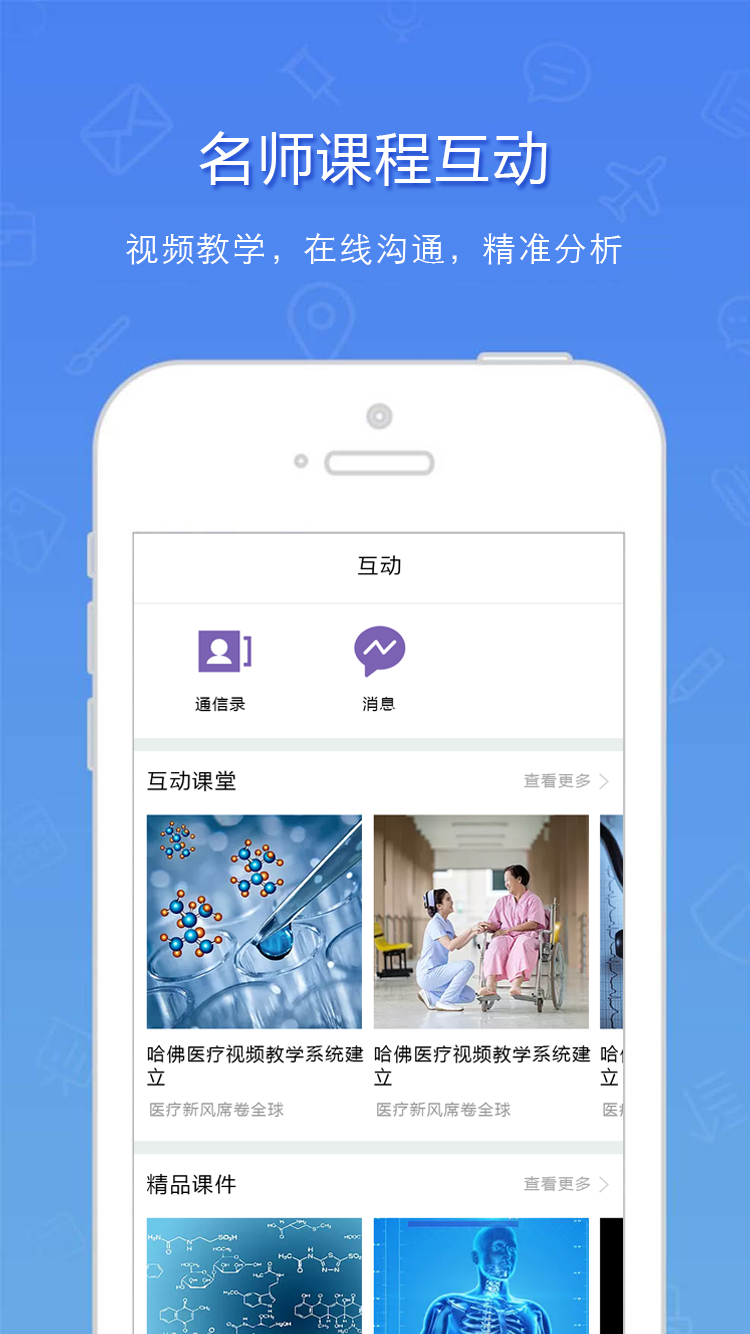 名师课程互动
视频教学，在线沟通，精准分析
互动
通信录
消息
互动课堂
查看更多
哈佛医疗视频教学系统建
立
医疗新风席卷全球
哈佛医疗视频教学系统建
立
医疗新风席卷全球
哈
立
医
精品课件
查看更多